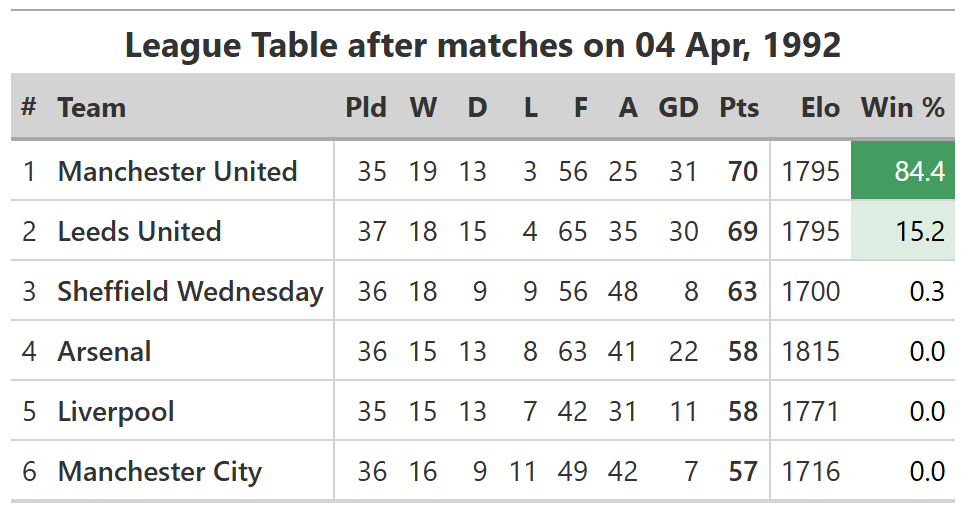 League Table after matches on 04 Apr, 1992
# Team Pld W D L F A GD Pts Elo Win %
1 Manchester United 35 19 13 3 56 25 31 70 1795 84.4
2 Leeds United 37 18 15 4 65 35 30 69 1795 15.2
3 Sheffield Wednesday 36 18 9 9 56 48 8 63 1700 0.3
4 Arsenal 36 15 13 8 63 41 22 58 1815 0.0
5 Liverpool 35 15 13 7 42 31 11 58 1771 0.0
6 Manchester City 36 16 9 11 49 42 7 57 1716 0.0